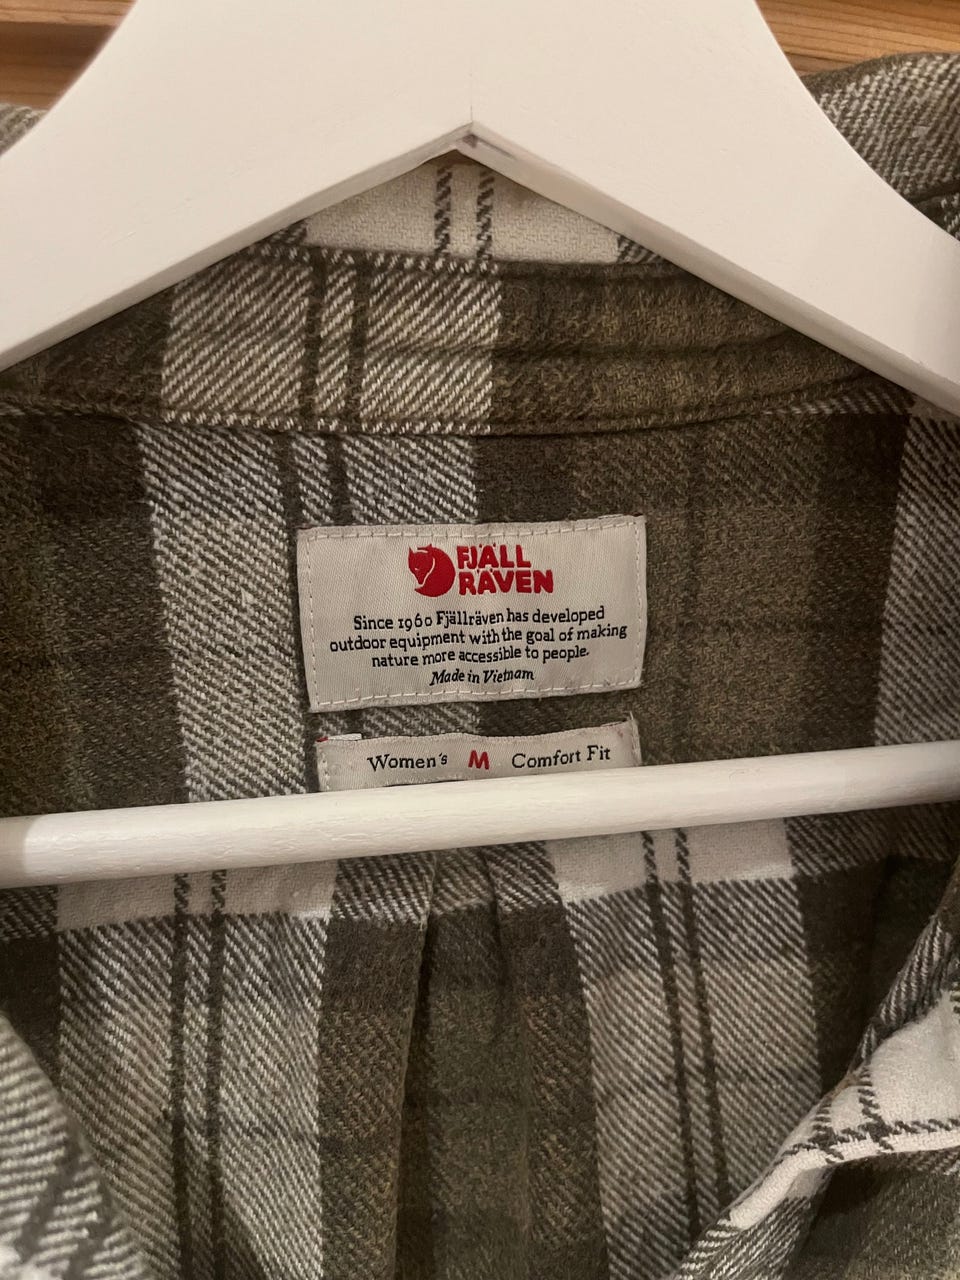 FJÄLL
RÄVEN
Since 1960 Fjällräven has developed
outdoor equipment with the goal of making
nature more accessible to people.
Made in Vietnam
Women's M Comfort Fit